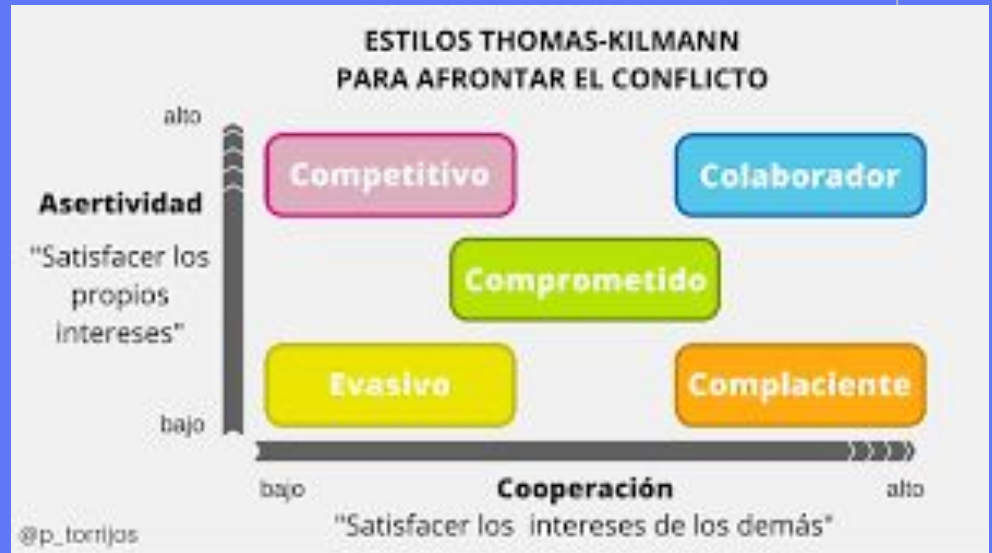 ESTILOS THOMAS-KILMANN
PARA AFRONTAR EL CONFLICTO
alto
Asertividad
"Satisfacer los
propios
intereses"
bajo
Competitivo
Colaborador
Comprometido
Evasivo
Complaciente
bajo
Cooperación
alto
"Satisfacer los intereses de los demás"
@p_torrijos